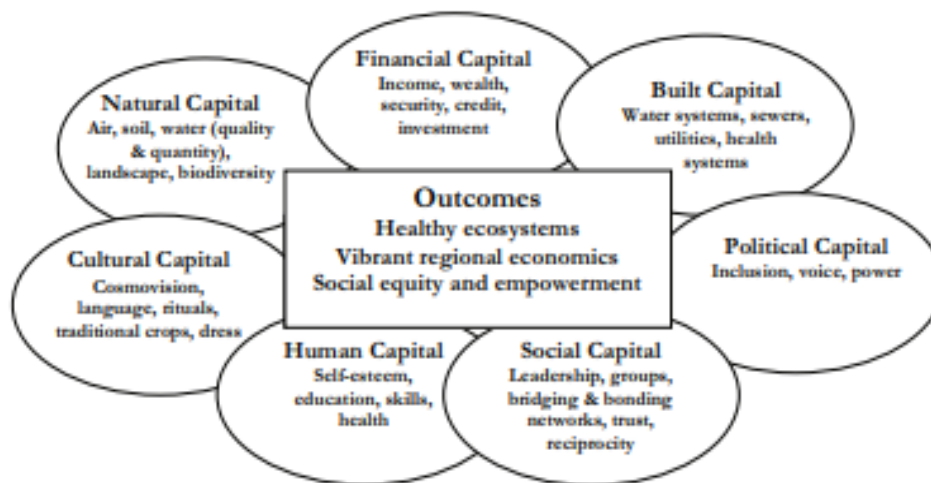 Financial Capital
Income, wealth,
security, credit,
investment
Natural Capital
Air, soil, water (quality
& quantity),
landscape, biodiversity
Built Capital
Water systems, sewers,
utilities, health
systems
Outcomes
Healthy ecosystems
Vibrant regional economics
Social equity and empowerment
Cultural Capital
Cosmovision,
language, rituals,
traditional crops, dress
Political Capital
Inclusion, voice, power
Human Capital
Self-esteem,
education, skills,
health
Social Capital
Leadership, groups,
bridging & bonding
networks, trust,
reciprocity